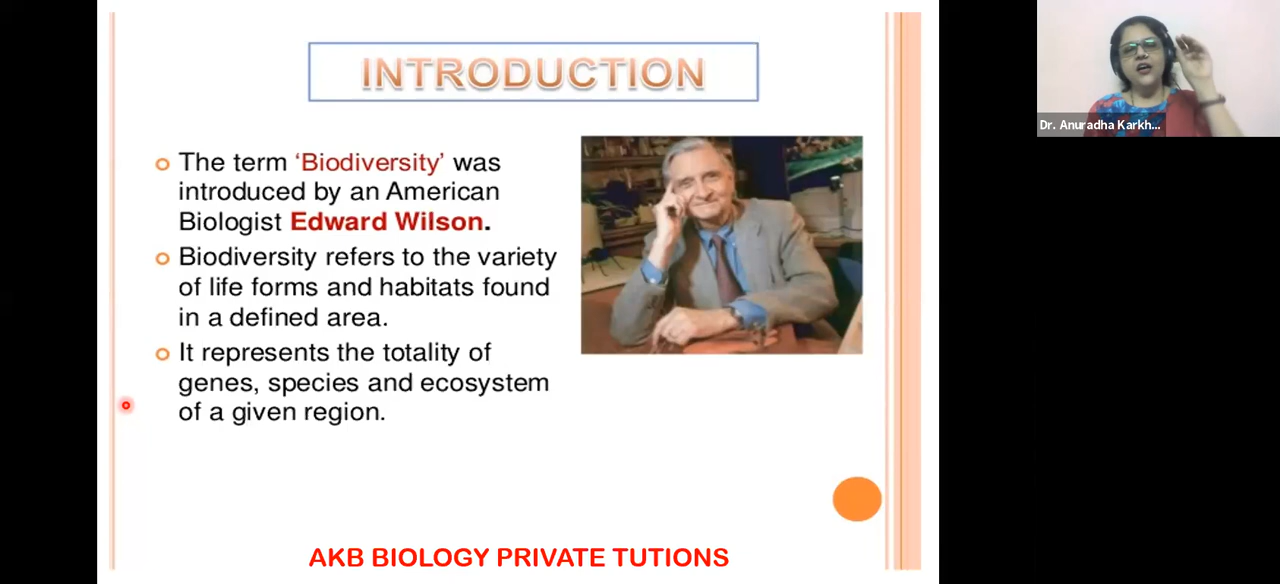 INTRODUCTION
The term ‘Biodiversity’ was
introduced by an American
Biologist Edward Wilson.
Biodiversity refers to the variety
of life forms and habitats found
in a defined area.
It represents the totality of
genes, species and ecosystem
of a given region.
AKB BIOLOGY PRIVATE TUTIONS
Dr. Anuradha Karkh...